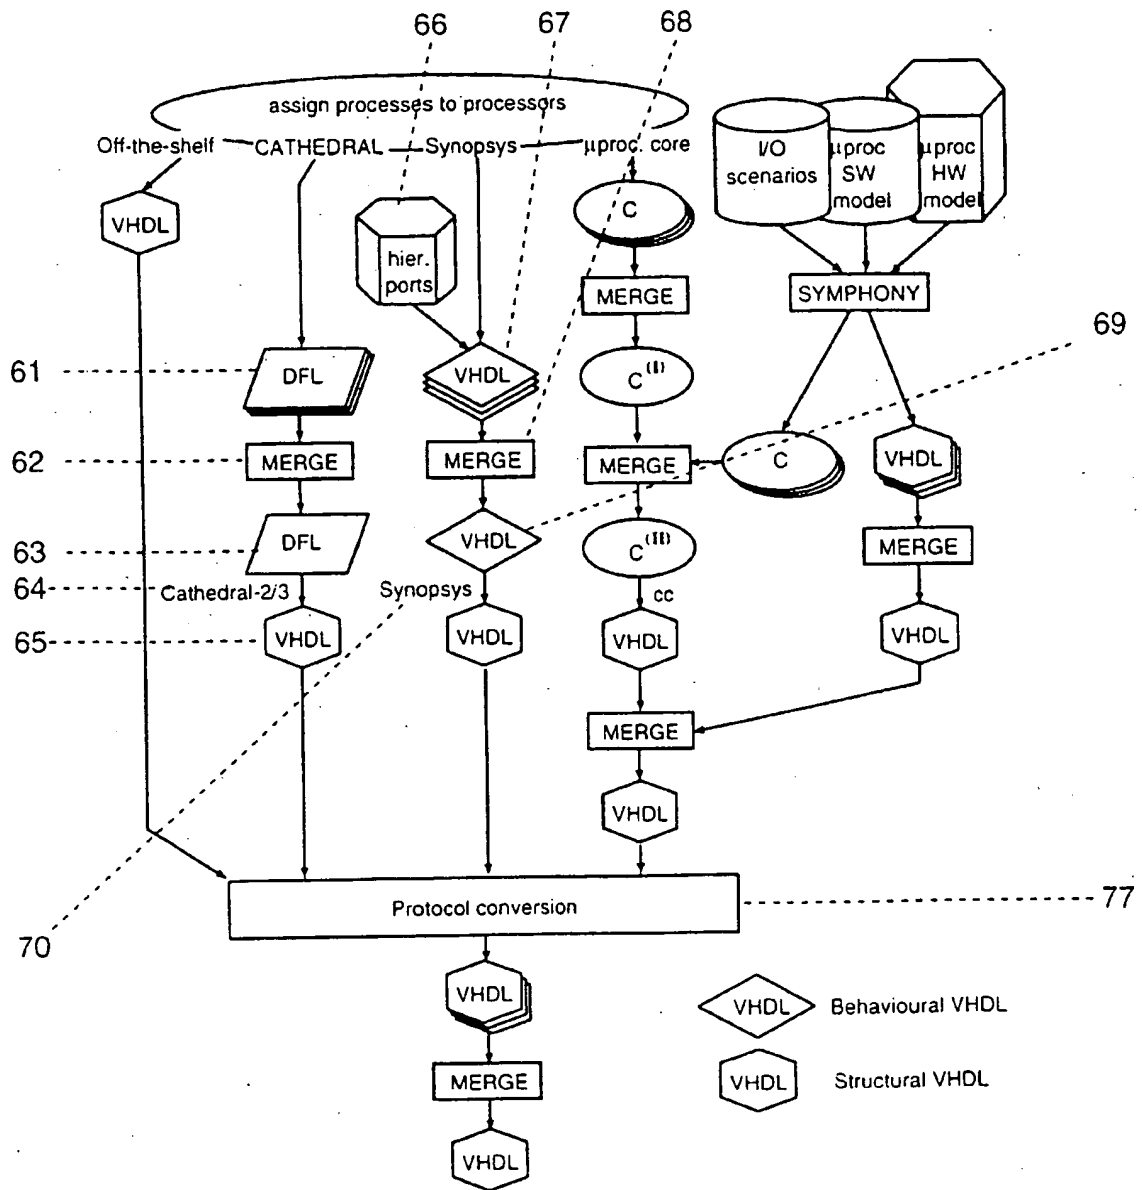 66
67
68
assign processes to processors
Off-the-shelf
CATHEDRAL
Synopsys
μproc. core
I/O
scenarios
μproc
SW
model
μproc
HW
model
VHDL
C
hier.
ports
MERGE
SYMPHONY
69
61
DFL
VHDL
C(I)
62
MERGE
MERGE
MERGE
C
VHDL
63
DFL
VHDL
C(II)
MERGE
64
Cathedral-2/3
Synopsys
cc
65
VHDL
VHDL
VHDL
VHDL
MERGE
VHDL
Protocol conversion
77
70
VHDL
VHDL
Behavioural VHDL
MERGE
VHDL
Structural VHDL
VHDL